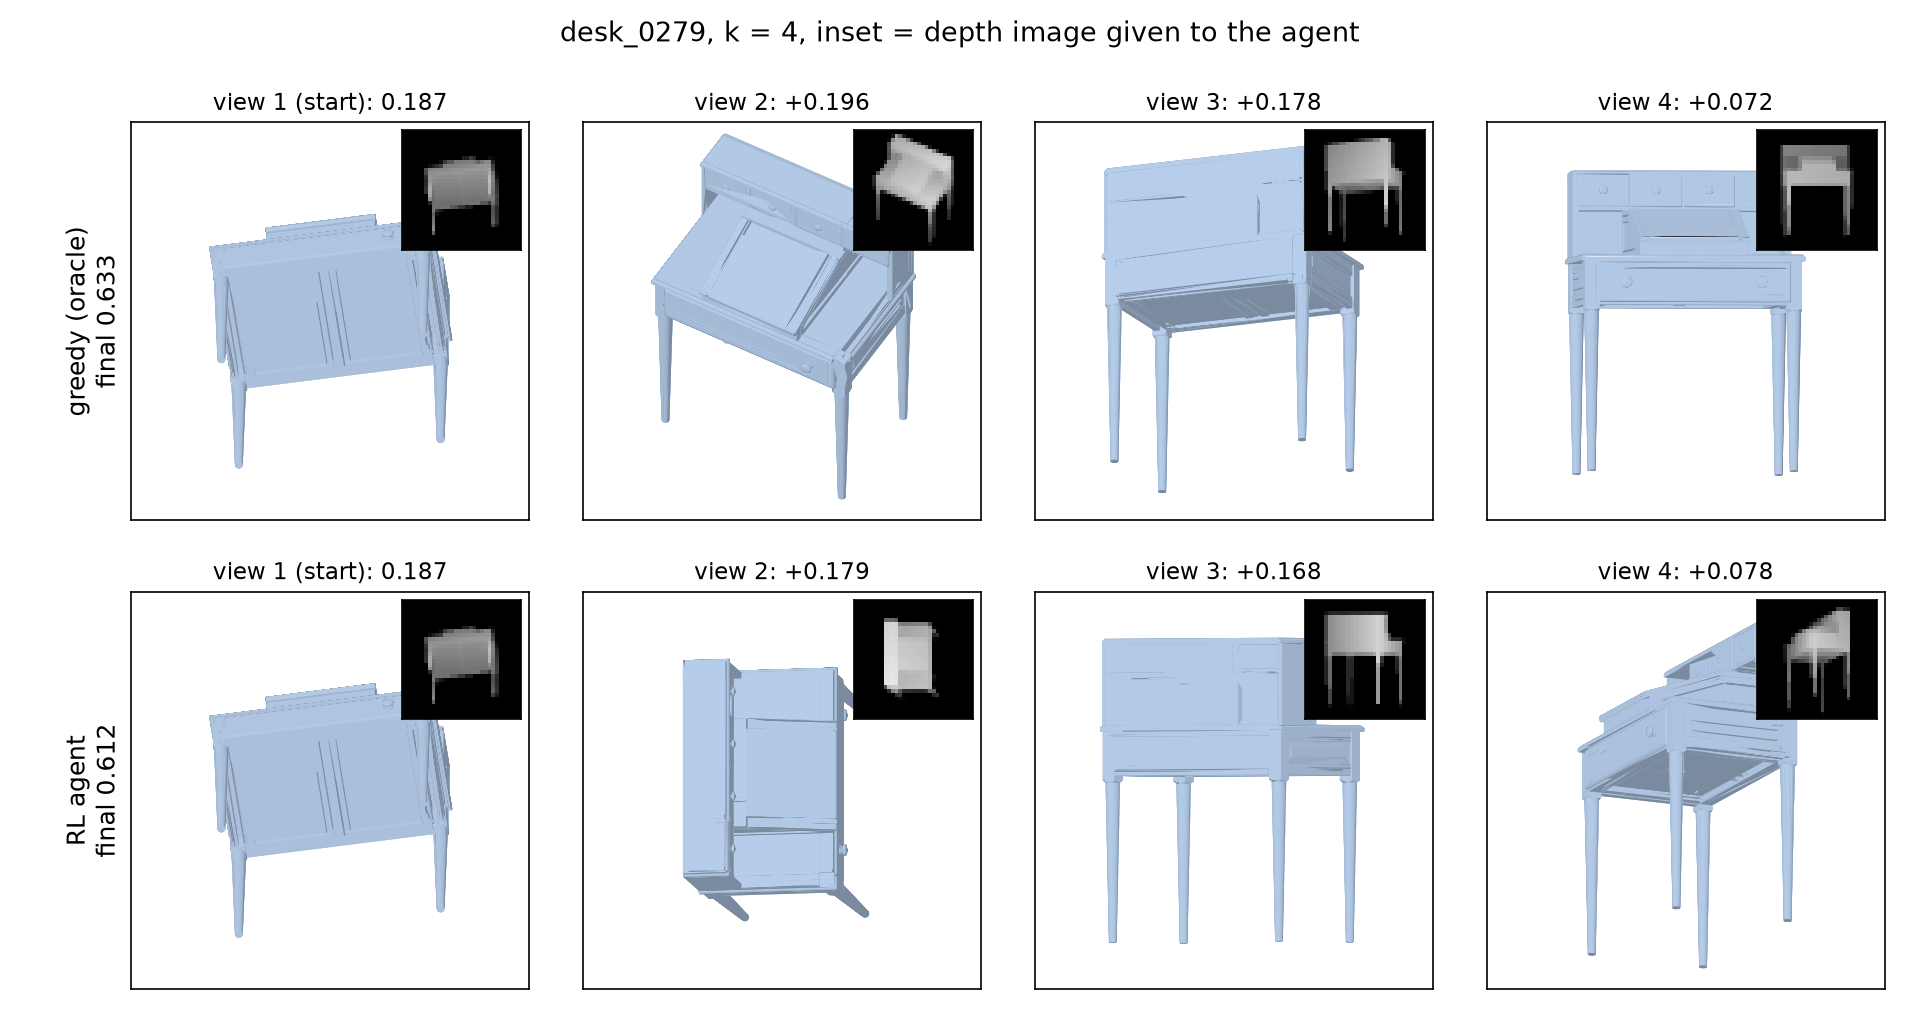 desk_0279, k = 4, inset = depth image given to the agent
greedy (oracle)
final 0.633
view 1 (start): 0.187
view 2: +0.196
view 3: +0.178
view 4: +0.072
RL agent
final 0.612
view 1 (start): 0.187
view 2: +0.179
view 3: +0.168
view 4: +0.078